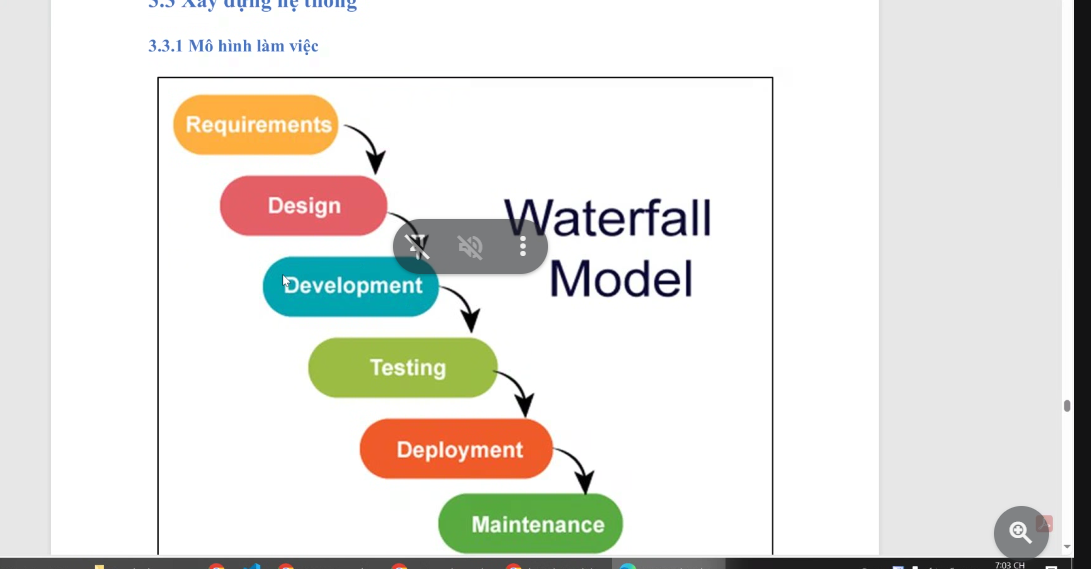 3.3 Xây dựng hệ thống
3.3.1 Mô hình làm việc
Requirements
Design
Waterfall
Model
Development
Testing
Deployment
Maintenance
7:03 CH